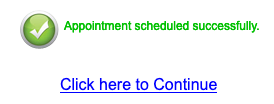 Appointment scheduled successfully.
Click here to Continue